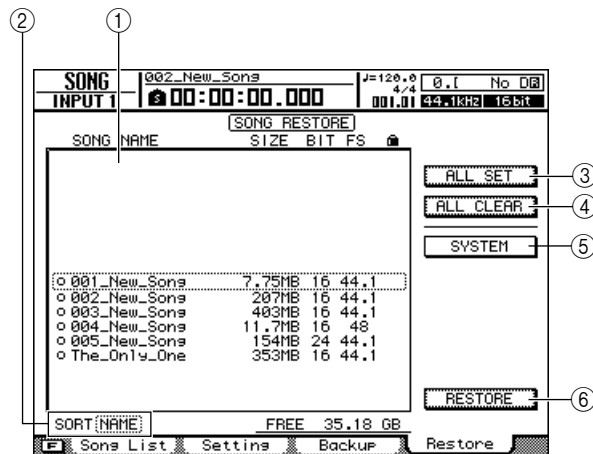 ② ①
SONG 002_New_Song ♩=120.0 0.[ No DB
INPUT 1 S 00:00:00.000 4/4 001.01 44.1kHz 16bit
SONG RESTORE
SONG NAME SIZE BIT FS
ALL SET ③
ALL CLEAR ④
SYSTEM ⑤
001_New_Song 7.75MB 16 44.1
002_New_Song 207MB 16 44.1
003_New_Song 403MB 16 44.1
004_New_Song 11.7MB 16 48
005_New_Song 154MB 24 44.1
The_Only_One 353MB 16 44.1
RESTORE ⑥
SORT NAME FREE 35.18 GB
F Song List Setting Backup Restore